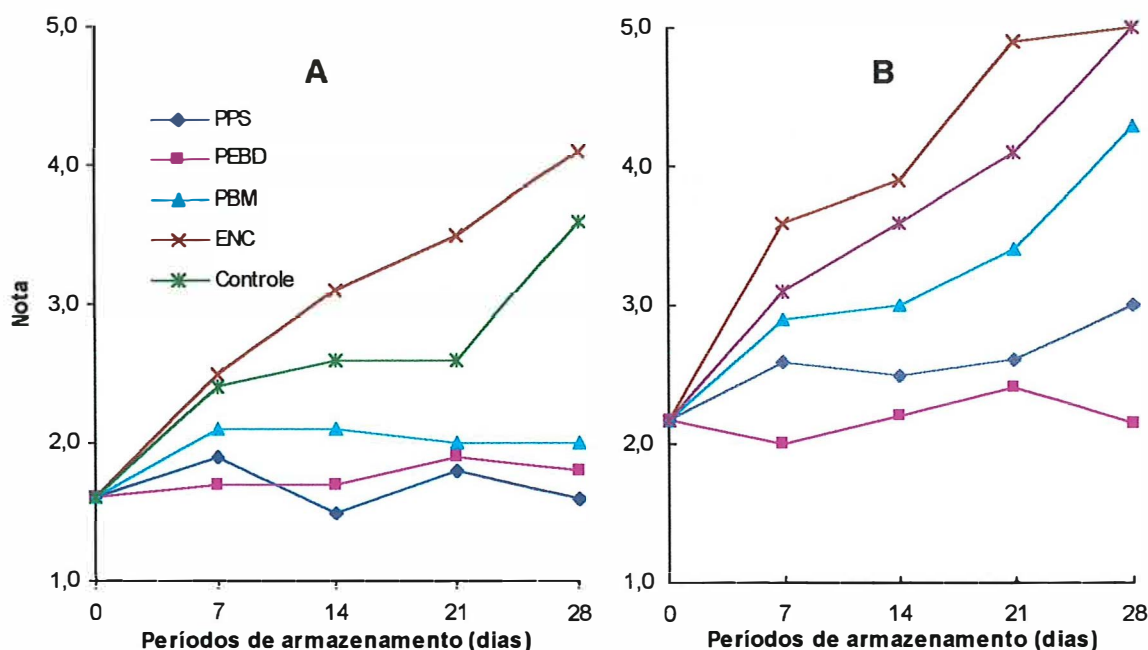 5,0
4,0
3,0
2,0
1,0
Nota
A
PPS
PEBD
PBM
ENC
Controle
0 7 14 21 28
Períodos de armazenamento (dias)
5,0
4,0
3,0
2,0
1,0
B
0 7 14 21 28
Períodos de armazenamento (dias)